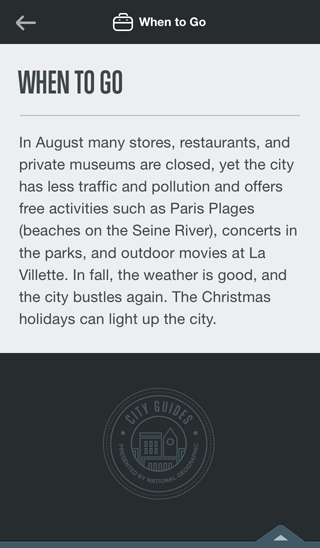 When to Go
WHEN TO GO
In August many stores, restaurants, and
private museums are closed, yet the city
has less traffic and pollution and offers
free activities such as Paris Plages
(beaches on the Seine River), concerts in
the parks, and outdoor movies at La
Villette. In fall, the weather is good, and
the city bustles again. The Christmas
holidays can light up the city.
CITY GUIDES
PRESENTED BY NATIONAL GEOGRAPHIC